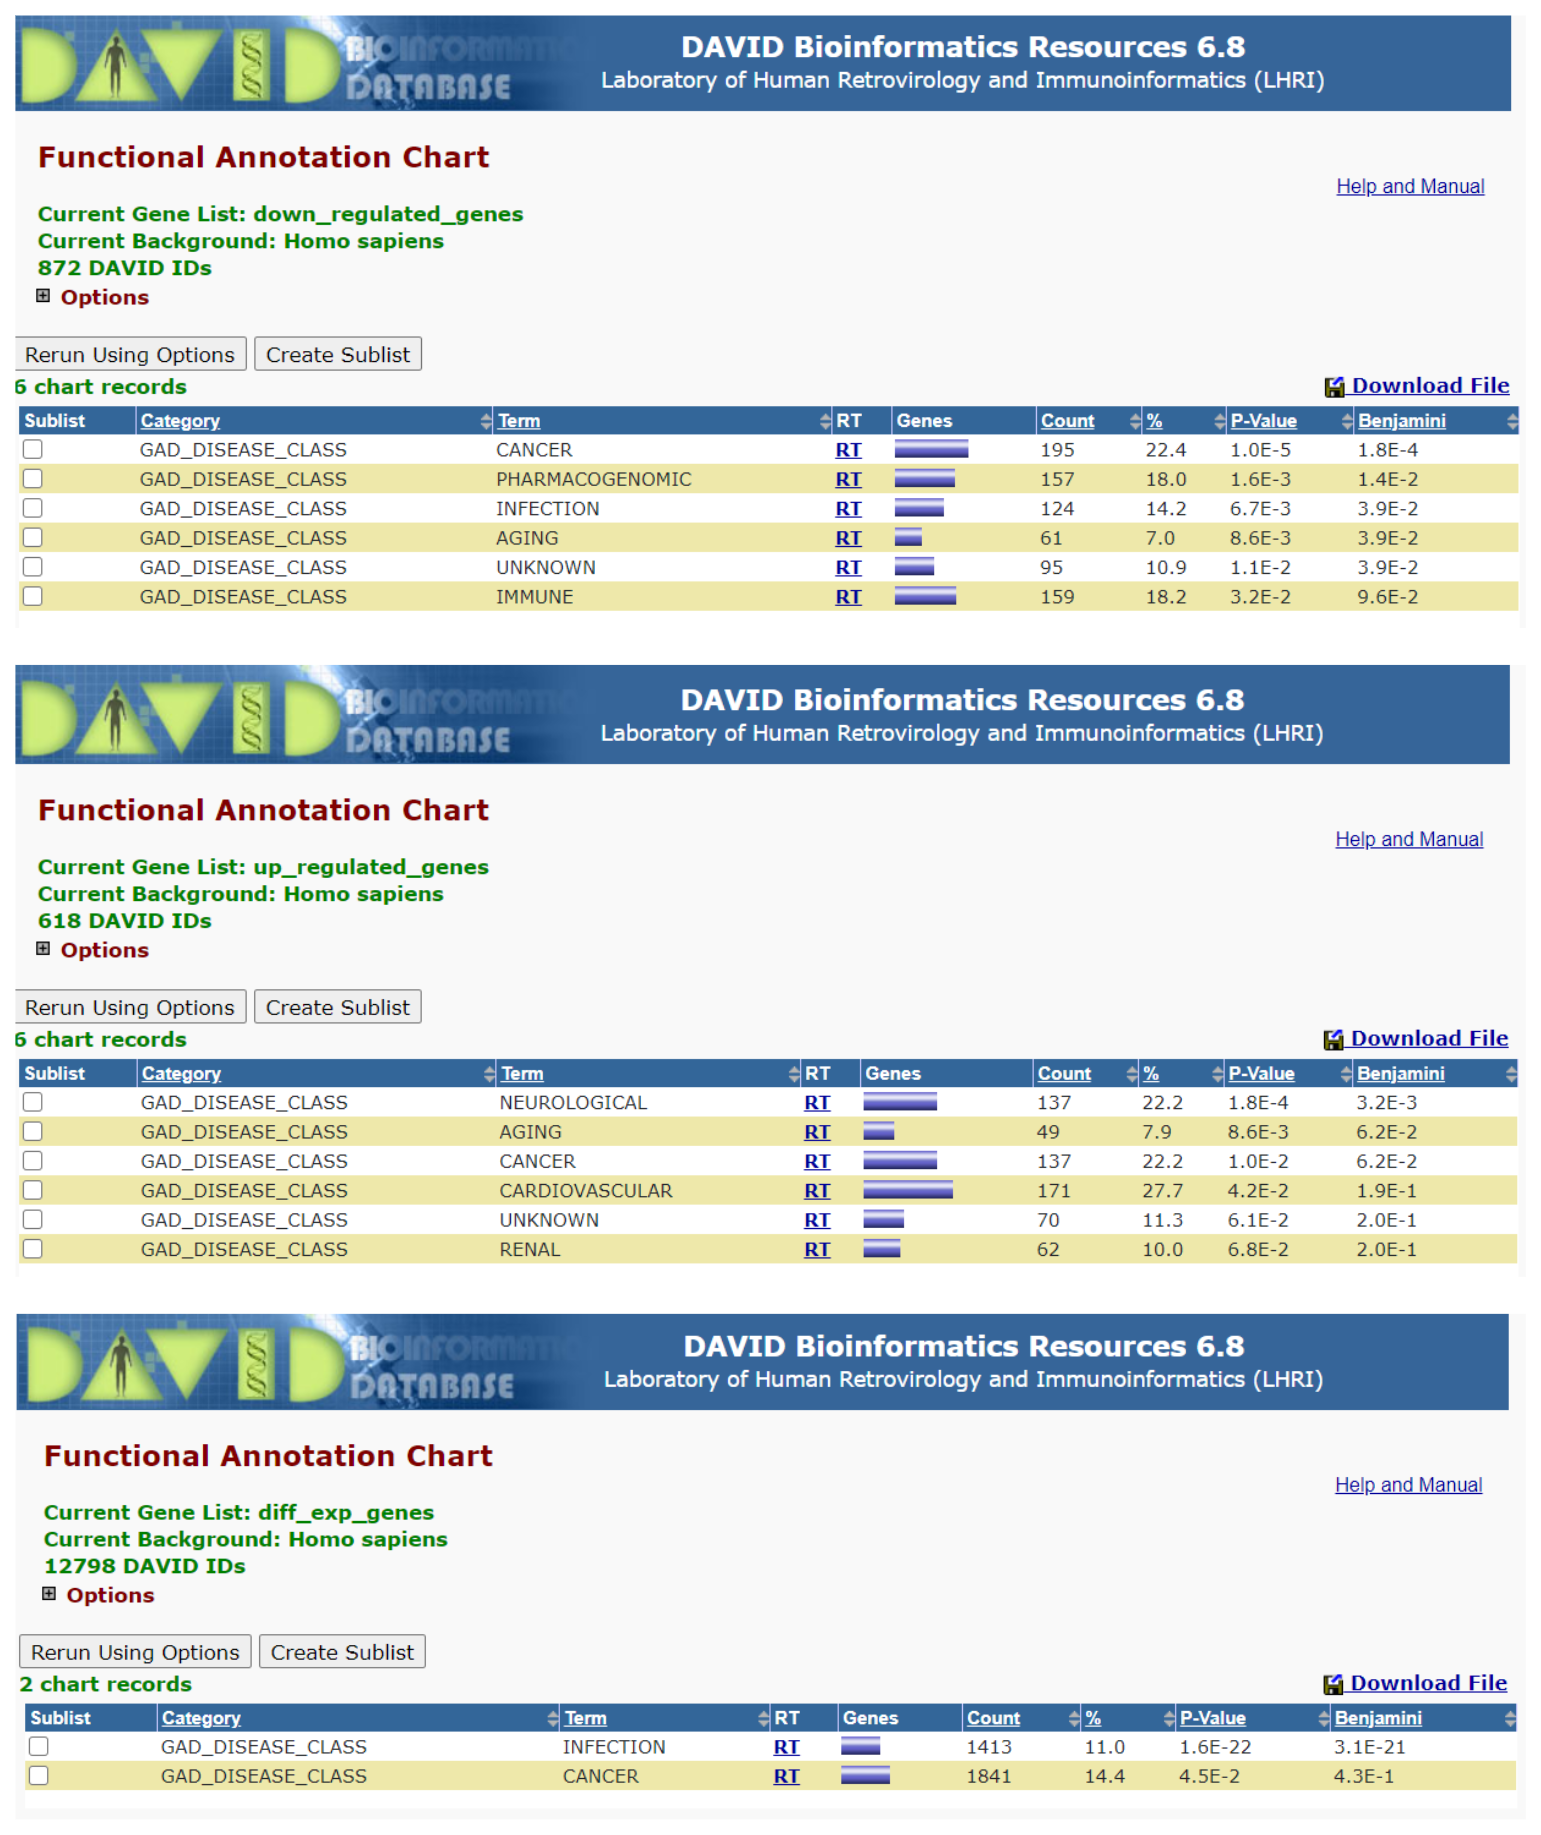 DAVID BIOINFORMATICS DATABASE
DAVID Bioinformatics Resources 6.8
Laboratory of Human Retrovirology and Immunoinformatics (LHRI)
Functional Annotation Chart
Help and Manual
Current Gene List: down_regulated_genes
Current Background: Homo sapiens
872 DAVID IDs
Options
Rerun Using Options Create Sublist
6 chart records Download File
Sublist Category Term RT Genes Count % P-Value Benjamini
GAD_DISEASE_CLASS CANCER RT 195 22.4 1.0E-5 1.8E-4
GAD_DISEASE_CLASS PHARMACOGENOMIC RT 157 18.0 1.6E-3 1.4E-2
GAD_DISEASE_CLASS INFECTION RT 124 14.2 6.7E-3 3.9E-2
GAD_DISEASE_CLASS AGING RT 61 7.0 8.6E-3 3.9E-2
GAD_DISEASE_CLASS UNKNOWN RT 95 10.9 1.1E-2 3.9E-2
GAD_DISEASE_CLASS IMMUNE RT 159 18.2 3.2E-2 9.6E-2
DAVID BIOINFORMATICS DATABASE
DAVID Bioinformatics Resources 6.8
Laboratory of Human Retrovirology and Immunoinformatics (LHRI)
Functional Annotation Chart
Help and Manual
Current Gene List: up_regulated_genes
Current Background: Homo sapiens
618 DAVID IDs
Options
Rerun Using Options Create Sublist
6 chart records Download File
Sublist Category Term RT Genes Count % P-Value Benjamini
GAD_DISEASE_CLASS NEUROLOGICAL RT 137 22.2 1.8E-4 3.2E-3
GAD_DISEASE_CLASS AGING RT 49 7.9 8.6E-3 6.2E-2
GAD_DISEASE_CLASS CANCER RT 137 22.2 1.0E-2 6.2E-2
GAD_DISEASE_CLASS CARDIOVASCULAR RT 171 27.7 4.2E-2 1.9E-1
GAD_DISEASE_CLASS UNKNOWN RT 70 11.3 6.1E-2 2.0E-1
GAD_DISEASE_CLASS RENAL RT 62 10.0 6.8E-2 2.0E-1
DAVID BIOINFORMATICS DATABASE
DAVID Bioinformatics Resources 6.8
Laboratory of Human Retrovirology and Immunoinformatics (LHRI)
Functional Annotation Chart
Help and Manual
Current Gene List: diff_exp_genes
Current Background: Homo sapiens
12798 DAVID IDs
Options
Rerun Using Options Create Sublist
2 chart records Download File
Sublist Category Term RT Genes Count % P-Value Benjamini
GAD_DISEASE_CLASS INFECTION RT 1413 11.0 1.6E-22 3.1E-21
GAD_DISEASE_CLASS CANCER RT 1841 14.4 4.5E-2 4.3E-1